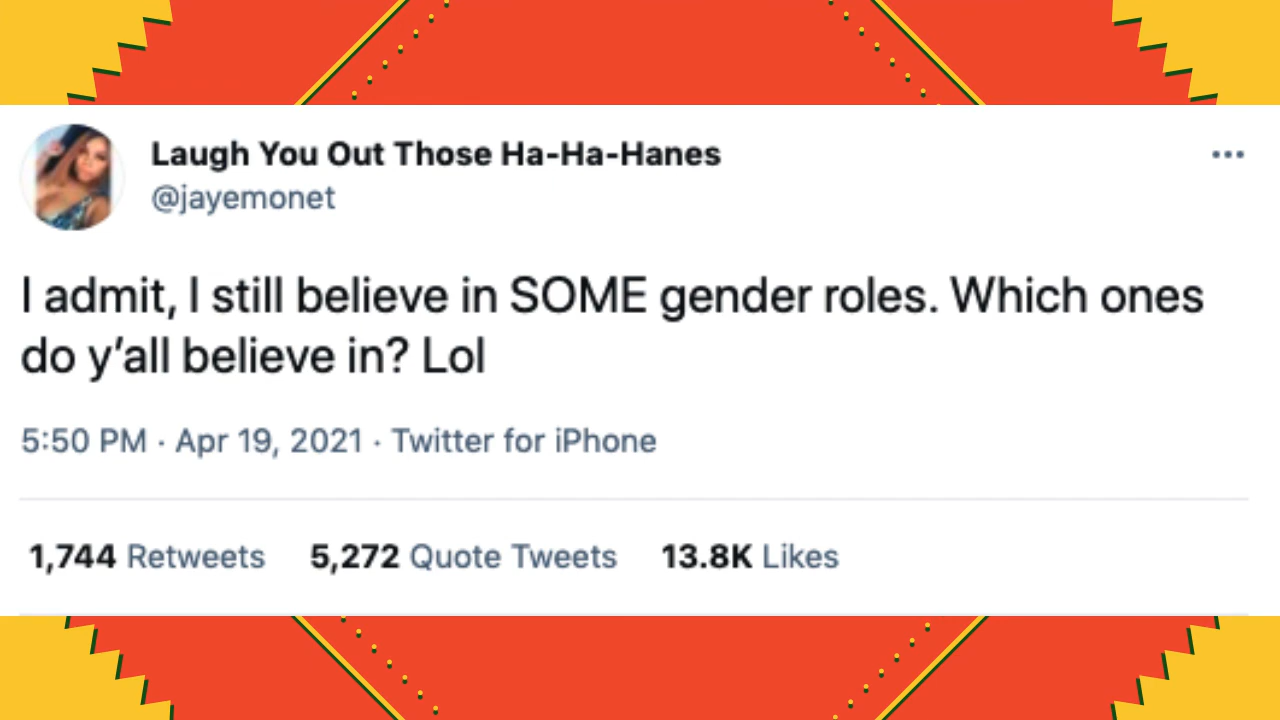 Laugh You Out Those Ha-Ha-Hanes
@jayemonet
I admit, I still believe in SOME gender roles. Which ones
do y’all believe in? Lol
5:50 PM · Apr 19, 2021 · Twitter for iPhone
1,744 Retweets 5,272 Quote Tweets 13.8K Likes